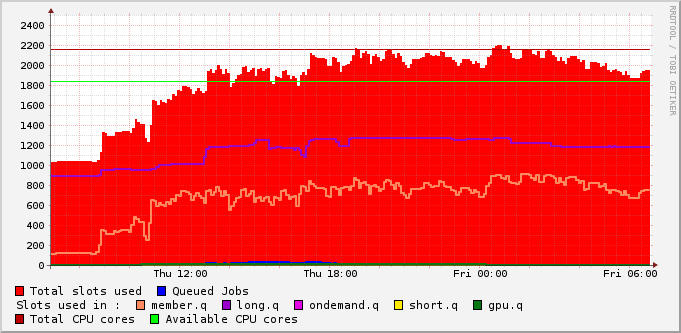 2400
2200
2000
1800
1600
1400
1200
1000
800
600
400
200
0
Thu 12:00 Thu 18:00 Fri 00:00 Fri 06:00
Total slots used Queued Jobs
Slots used in : member.q long.q ondemand.q short.q gpu.q
Total CPU cores Available CPU cores
RRDTOOL / TOBI OETIKER